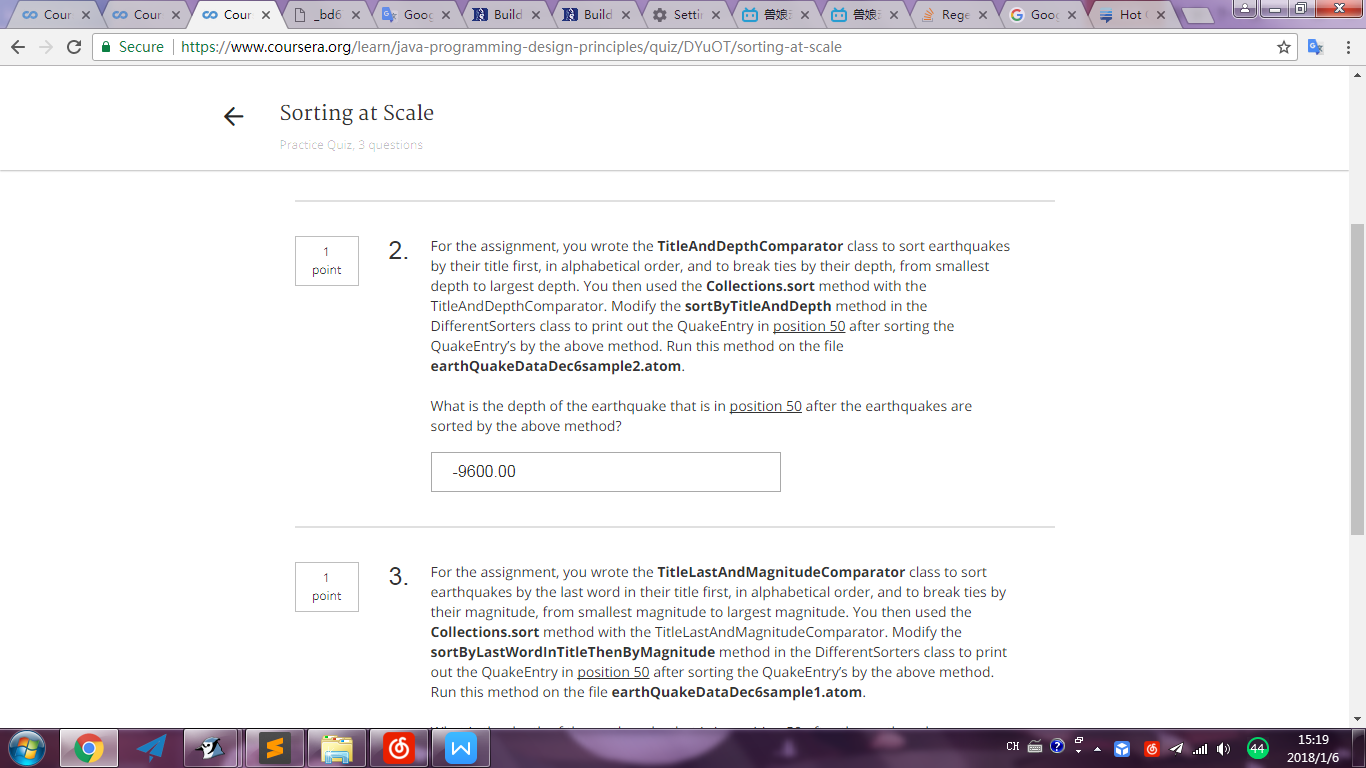 Cour Cour Cour _bd6 Goog Build Build Setti 曾娘 曾娘 Rege Goog Hot
Secure https://www.coursera.org/learn/java-programming-design-principles/quiz/DYuOT/sorting-at-scale
Sorting at Scale
Practice Quiz, 3 questions
1
point
2.
For the assignment, you wrote the TitleAndDepthComparator class to sort earthquakes
by their title first, in alphabetical order, and to break ties by their depth, from smallest
depth to largest depth. You then used the Collections.sort method with the
TitleAndDepthComparator. Modify the sortByTitleAndDepth method in the
DifferentSorters class to print out the QuakeEntry in position 50 after sorting the
QuakeEntry’s by the above method. Run this method on the file
earthQuakeDataDec6sample2.atom.
What is the depth of the earthquake that is in position 50 after the earthquakes are
sorted by the above method?
-9600.00
1
point
3.
For the assignment, you wrote the TitleLastAndMagnitudeComparator class to sort
earthquakes by the last word in their title first, in alphabetical order, and to break ties by
their magnitude, from smallest magnitude to largest magnitude. You then used the
Collections.sort method with the TitleLastAndMagnitudeComparator. Modify the
sortByLastWordInTitleThenByMagnitude method in the DifferentSorters class to print
out the QuakeEntry in position 50 after sorting the QuakeEntry’s by the above method.
Run this method on the file earthQuakeDataDec6sample1.atom.
CH
44
15:19
2018/1/6